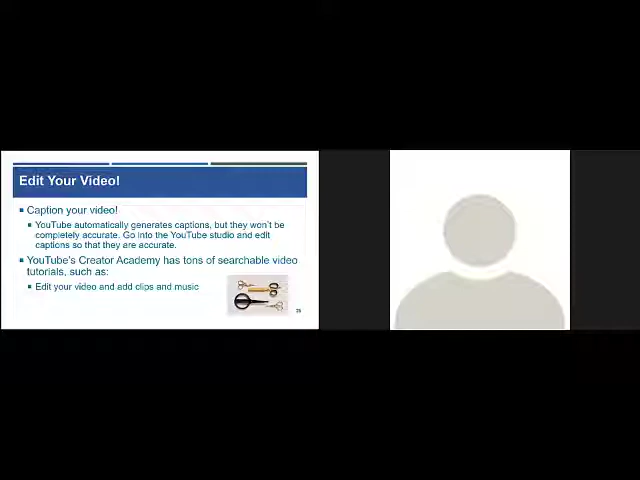 Edit Your Video!
Caption your video!
YouTube automatically generates captions, but they won't be
completely accurate. Go into the YouTube studio and edit
captions so that they are accurate.
YouTube's Creator Academy has tons of searchable video
tutorials, such as:
Edit your video and add clips and music